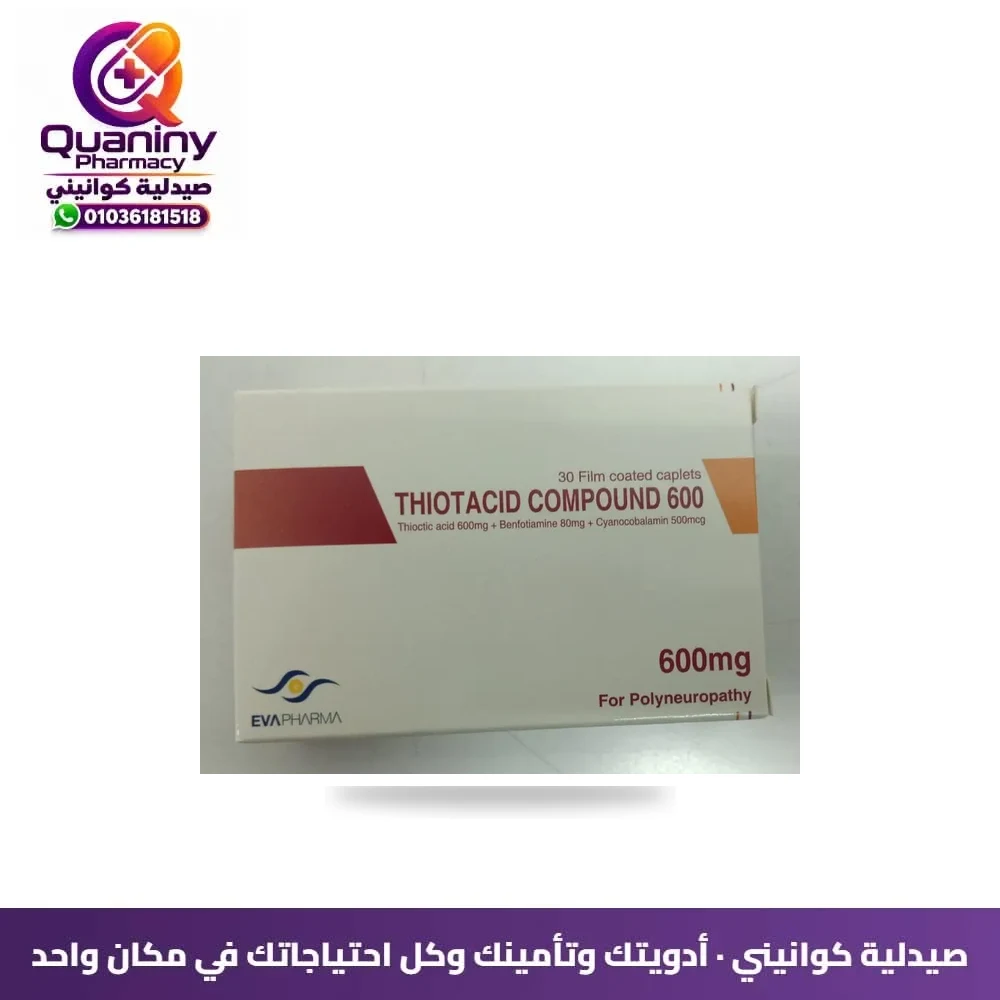 Quaniny
Pharmacy
صيدلية كوانيني
01036181518
30 Film coated caplets
THIOTACID COMPOUND 600
Thioctic acid 600mg + Benfotiamine 80mg + Cyanocobalamin 500mcg
600mg
For Polyneuropathy
EVAPHARMA
صيدلية كوانيني · أدويتك وتأمينك وكل احتياجاتك في مكان واحد